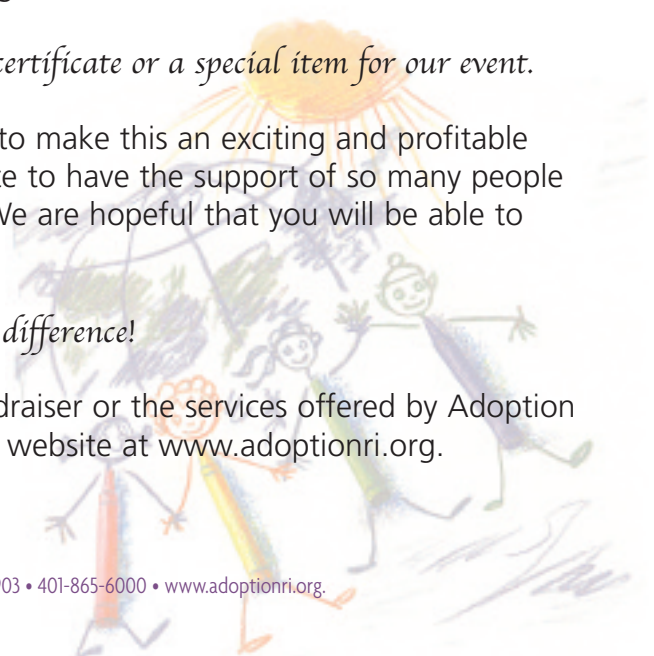 certificate or a special item for our event.
to make this an exciting and profitable
to have the support of so many people
We are hopeful that you will be able to
difference!
draiser or the services offered by Adoption
website at www.adoptionri.org.
03 • 401-865-6000 • www.adoptionri.org.